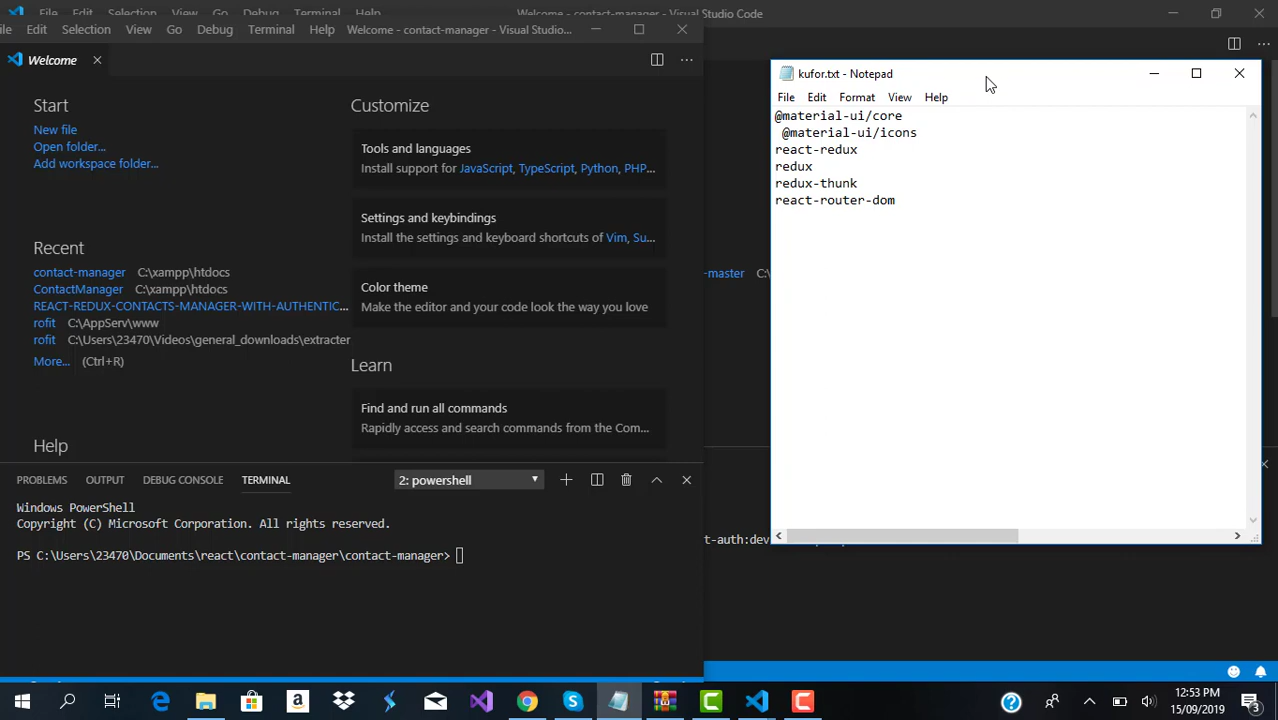 File Edit Selection View Go Debug Terminal Help Welcome - contact-manager - Visual Studio Code
Edit Selection View Go Debug Terminal Help Welcome - contact-manager - Visual Studio...
Welcome
Start
New file
Open folder...
Add workspace folder...
Recent
contact-manager C:\xampp\htdocs
ContactManager C:\xampp\htdocs
REACT-REDUX-CONTACTS-MANAGER-WITH-AUTHENTIC...
rofit C:\AppServ\www
rofit C:\Users\23470\Videos\general_downloads\extracter
More... (Ctrl+R)
Help
Customize
Tools and languages
Install support for JavaScript, TypeScript, Python, PHP...
Settings and keybindings
Install the settings and keyboard shortcuts of Vim, Su...
Color theme
Make the editor and your code look the way you love
Learn
Find and run all commands
Rapidly access and search commands from the Com...
-master
PROBLEMS OUTPUT DEBUG CONSOLE TERMINAL 2: powershell
Windows PowerShell
Copyright (C) Microsoft Corporation. All rights reserved.
PS C:\Users\23470\Documents\react\contact-manager\contact-manager>
t-auth:dev
kufor.txt - Notepad
File Edit Format View Help
@material-ui/core
@material-ui/icons
react-redux
redux
redux-thunk
react-router-dom
12:53 PM
15/09/2019
3